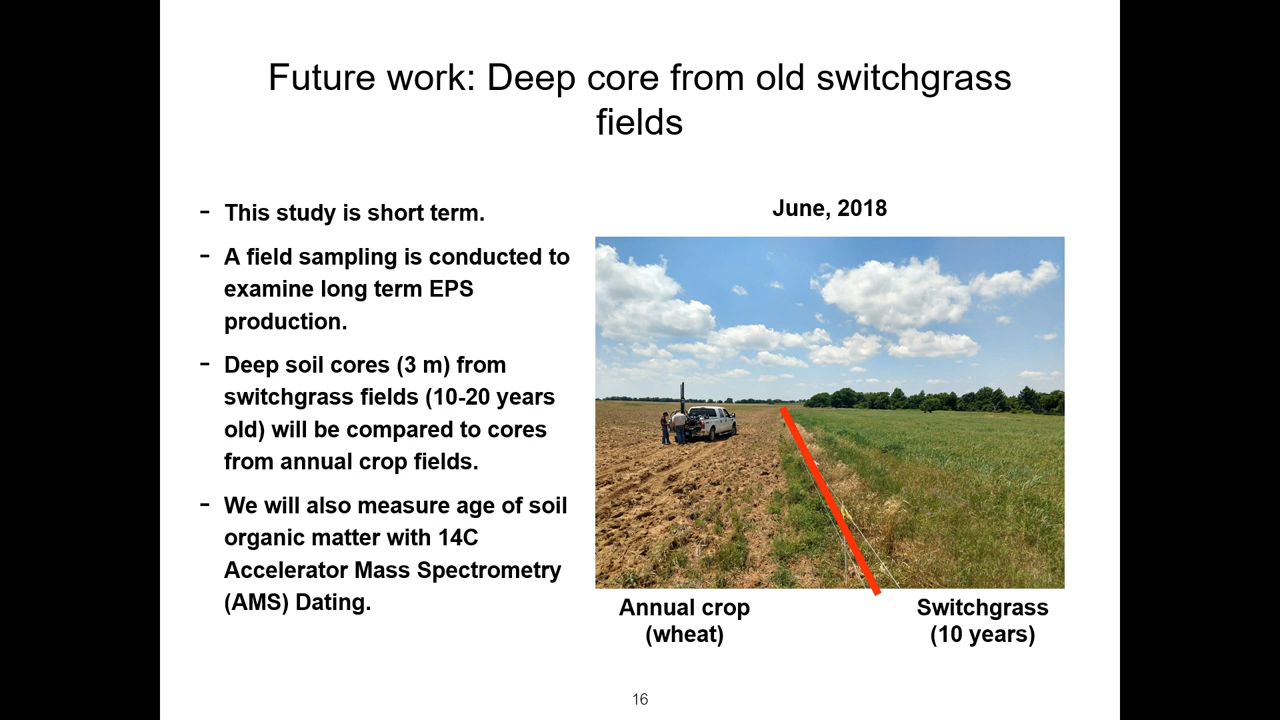 Future work: Deep core from old switchgrass
fields
- This study is short term.
- A field sampling is conducted to
examine long term EPS
production.
- Deep soil cores (3 m) from
switchgrass fields (10-20 years
old) will be compared to cores
from annual crop fields.
- We will also measure age of soil
organic matter with 14C
Accelerator Mass Spectrometry
(AMS) Dating.
June, 2018
Annual crop
(wheat)
Switchgrass
(10 years)
16